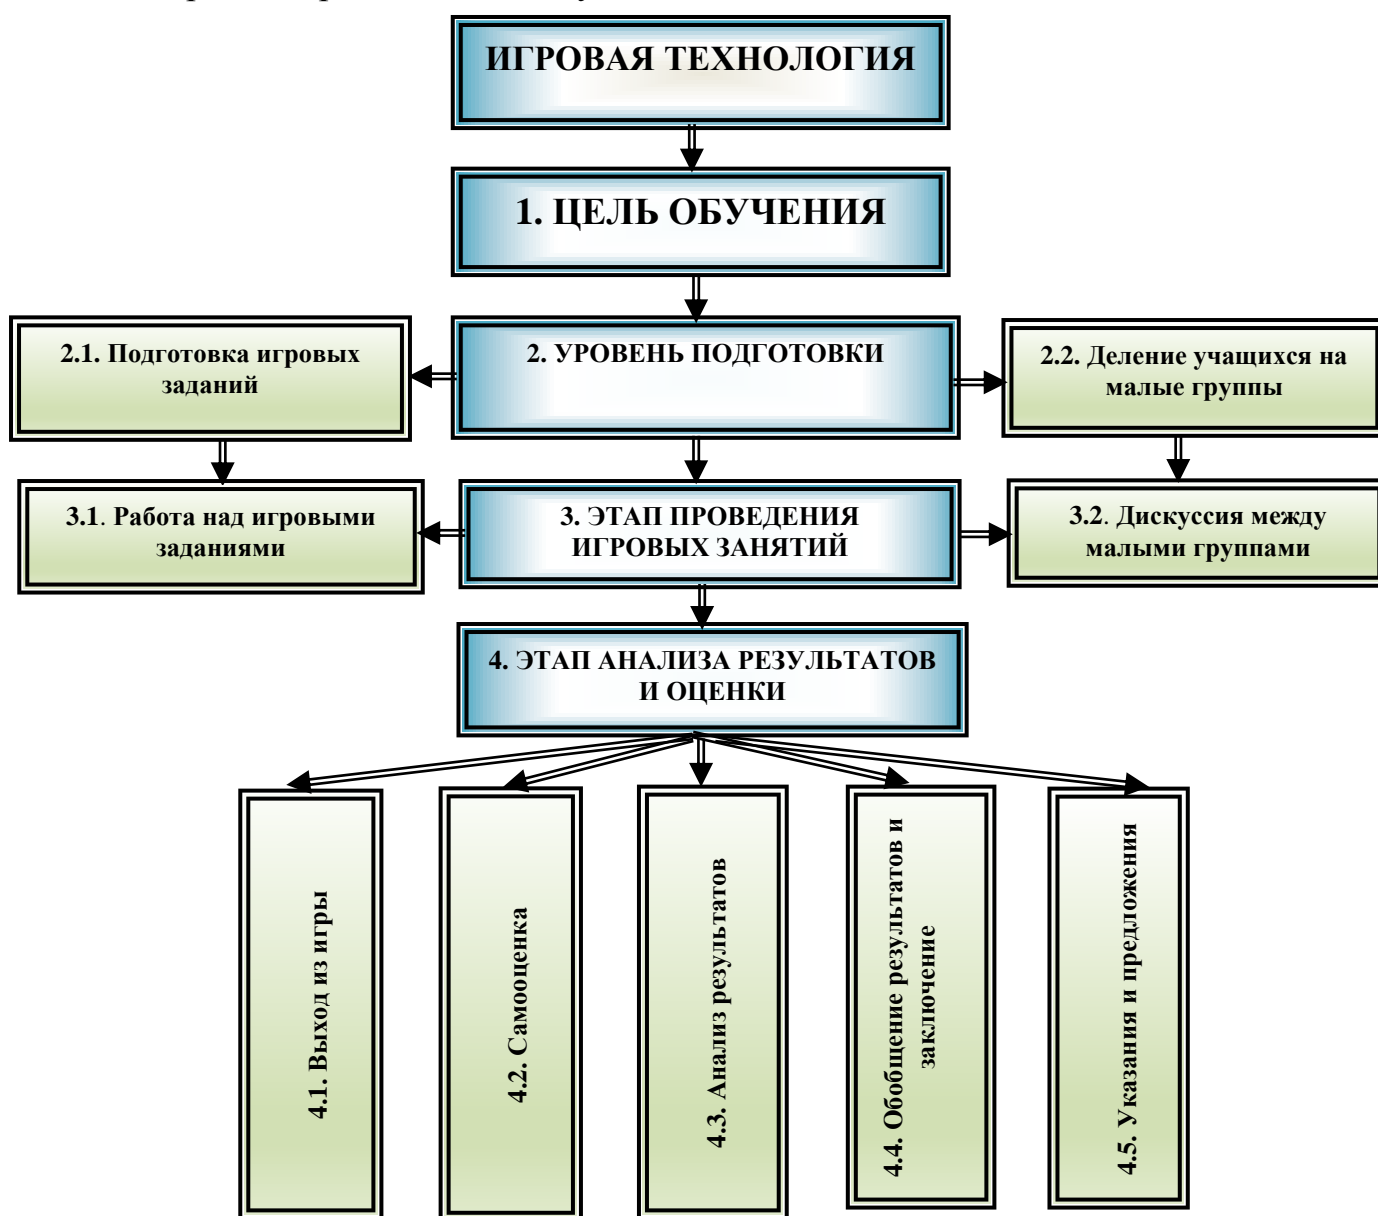 ИГРОВАЯ ТЕХНОЛОГИЯ
1. ЦЕЛЬ ОБУЧЕНИЯ
2.1. Подготовка игровых
заданий
2. УРОВЕНЬ ПОДГОТОВКИ
2.2. Деление учащихся на
малые группы
3.1. Работа над игровыми
заданиями
3. ЭТАП ПРОВЕДЕНИЯ
ИГРОВЫХ ЗАНЯТИЙ
3.2. Дискуссия между
малыми группами
4. ЭТАП АНАЛИЗА РЕЗУЛЬТАТОВ
И ОЦЕНКИ
4.1. Выход из игры
4.2. Самооценка
4.3. Анализ результатов
4.4. Обобщение результатов и
заключение
4.5. Указания и предложения